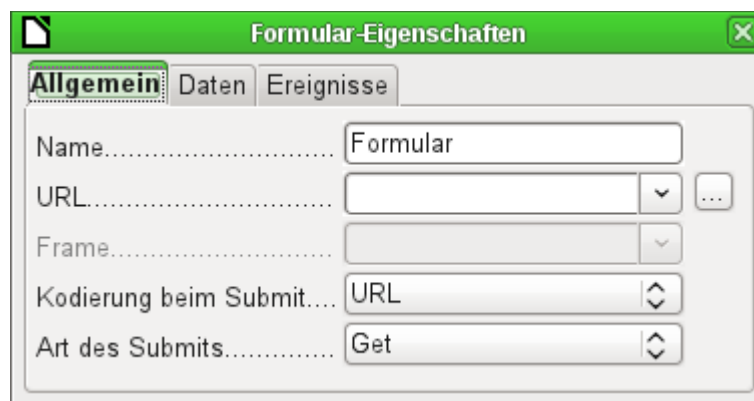 Formular-Eigenschaften
Allgemein Daten Ereignisse
Name............................ Formular
URL.............................. ...
Frame...........................
Kodierung beim Submit.... URL
Art des Submits.............. Get